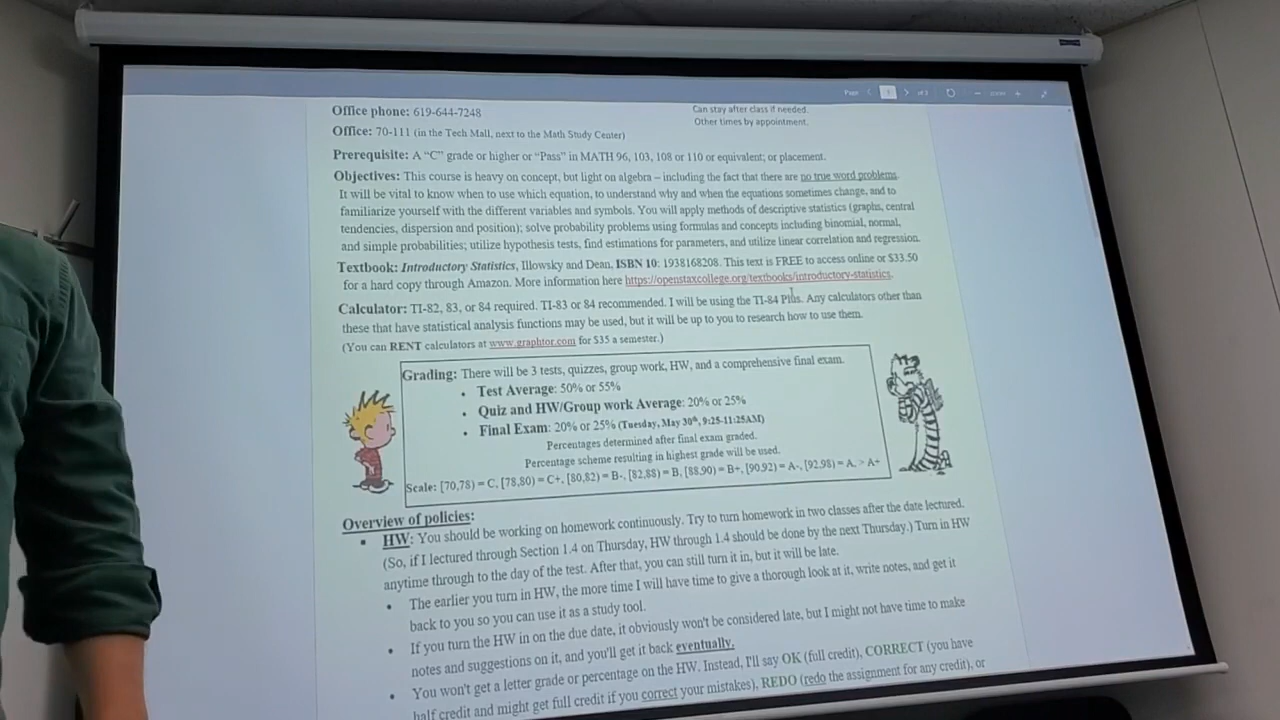 Page 1 of 3
Office phone: 619-644-7248
Can stay after class if needed.
Other times by appointment.
Office: 70-111 (in the Tech Mall, next to the Math Study Center)
Prerequisite: A “C” grade or higher or “Pass” in MATH 96, 103, 108 or 110 or equivalent; or placement.
Objectives: This course is heavy on concept, but light on algebra – including the fact that there are no true word problems.
It will be vital to know when to use which equation, to understand why and when the equations sometimes change, and to
familiarize yourself with the different variables and symbols. You will apply methods of descriptive statistics (graphs, central
tendencies, dispersion and position); solve probability problems using formulas and concepts including binomial, normal,
and simple probabilities; utilize hypothesis tests, find estimations for parameters, and utilize linear correlation and regression.
Textbook: Introductory Statistics, Illowsky and Dean, ISBN 10: 1938168208. This text is FREE to access online or $33.50
for a hard copy through Amazon. More information here https://openstaxcollege.org/textbooks/introductory-statistics.
Calculator: TI-82, 83, or 84 required. TI-83 or 84 recommended. I will be using the TI-84 Plus. Any calculators other than
these that have statistical analysis functions may be used, but it will be up to you to research how to use them.
(You can RENT calculators at www.graphtor.com for $35 a semester.)
Grading: There will be 3 tests, quizzes, group work, HW, and a comprehensive final exam.
• Test Average: 50% or 55%
• Quiz and HW/Group work Average: 20% or 25%
• Final Exam: 20% or 25% (Tuesday, May 30th, 9:25-11:25AM)
Percentages determined after final exam graded.
Percentage scheme resulting in highest grade will be used.
Scale: [70,78) = C, [78,80) = C+, [80,82) = B-, [82,88) = B, [88,90) = B+, [90,92) = A-, [92,98) = A, > A+
Overview of policies:
• HW: You should be working on homework continuously. Try to turn homework in two classes after the date lectured.
(So, if I lectured through Section 1.4 on Thursday, HW through 1.4 should be done by the next Thursday.) Turn in HW
anytime through to the day of the test. After that, you can still turn it in, but it will be late.
• The earlier you turn in HW, the more time I will have time to give a thorough look at it, write notes, and get it
back to you so you can use it as a study tool.
• If you turn the HW in on the due date, it obviously won't be considered late, but I might not have time to make
notes and suggestions on it, and you'll get it back eventually.
• You won't get a letter grade or percentage on the HW. Instead, I'll say OK (full credit), CORRECT (you have
half credit and might get full credit if you correct your mistakes), REDO (redo the assignment for any credit), or